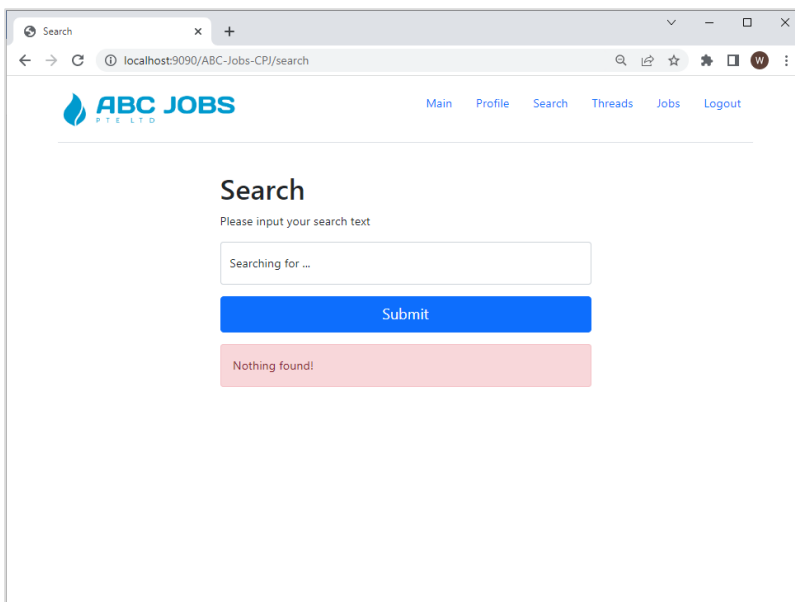 Search
localhost:9090/ABC-Jobs-CPJ/search
W
ABC JOBS
PTE LTD
Main Profile Search Threads Jobs Logout
Search
Please input your search text
Searching for ...
Submit
Nothing found!